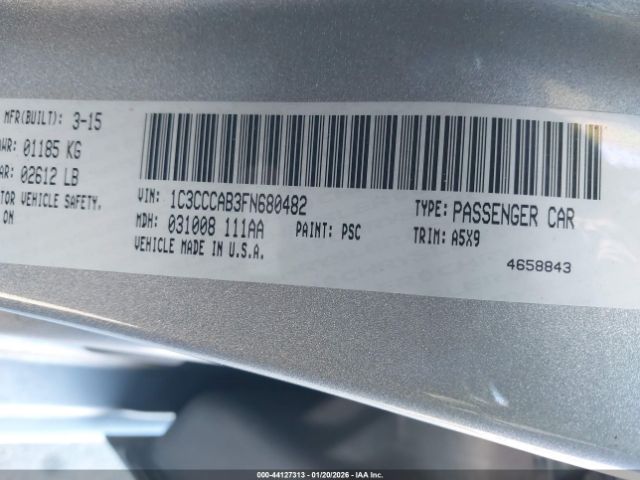 MFR(BUILT): 3-15
WR: 01185 KG
AR: 02612 LB
TOR VEHICLE SAFETY.
ON
VIN: 1C3CCCAB3FN680482
MDH: 031008 111AA PAINT: PSC
VEHICLE MADE IN U.S.A.
TYPE: PASSENGER CAR
TRIM: A5X9
4658843
000-44127313 - 01/20/2026 - IAA Inc.